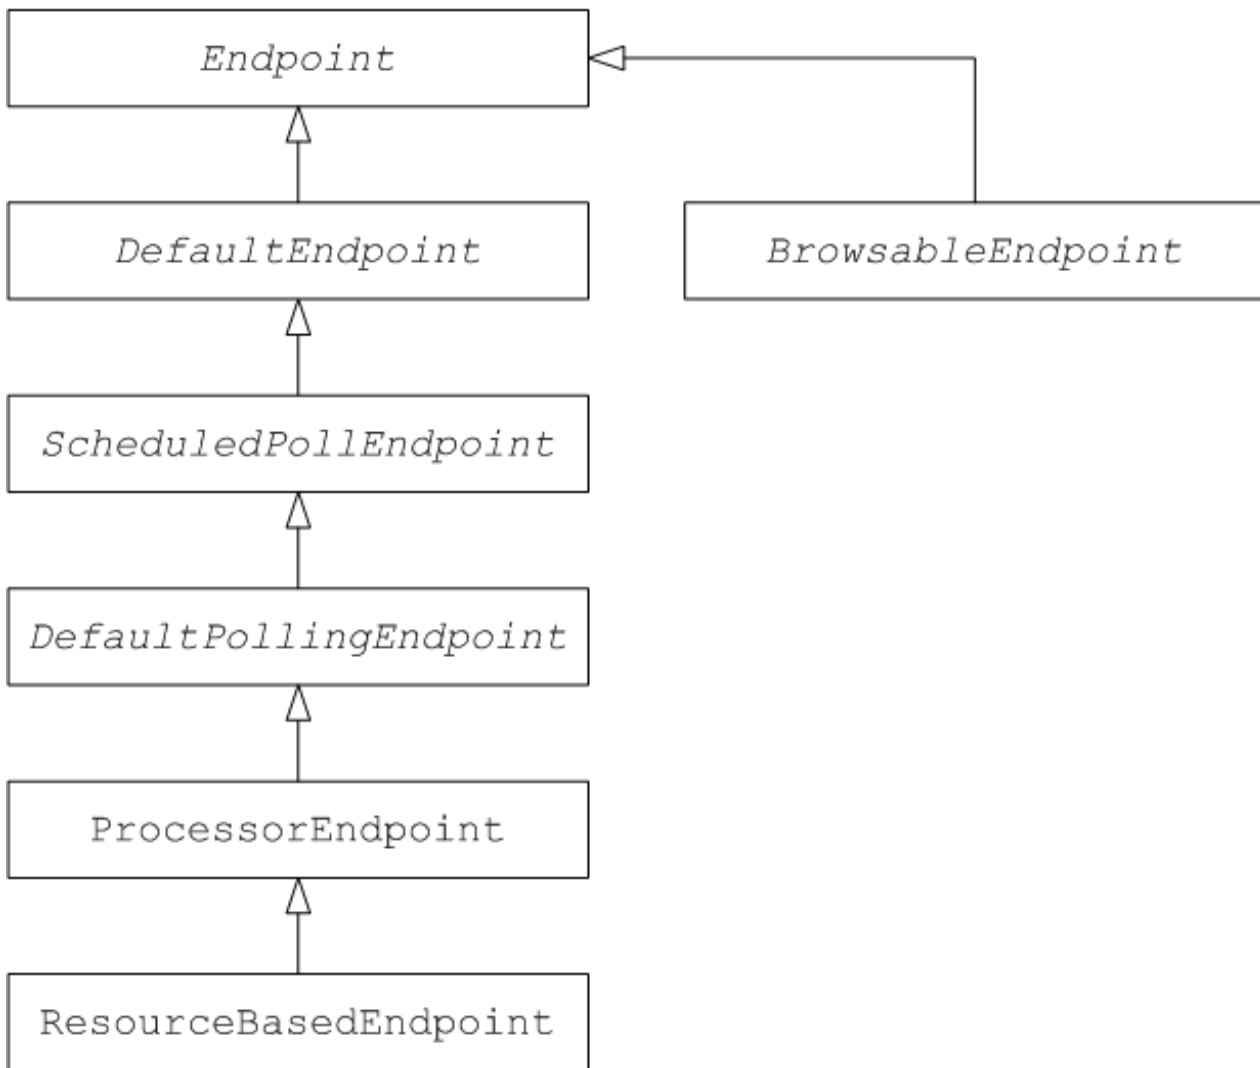 Endpoint
DefaultEndpoint
BrowsableEndpoint
ScheduledPollEndpoint
DefaultPollingEndpoint
ProcessorEndpoint
ResourceBasedEndpoint